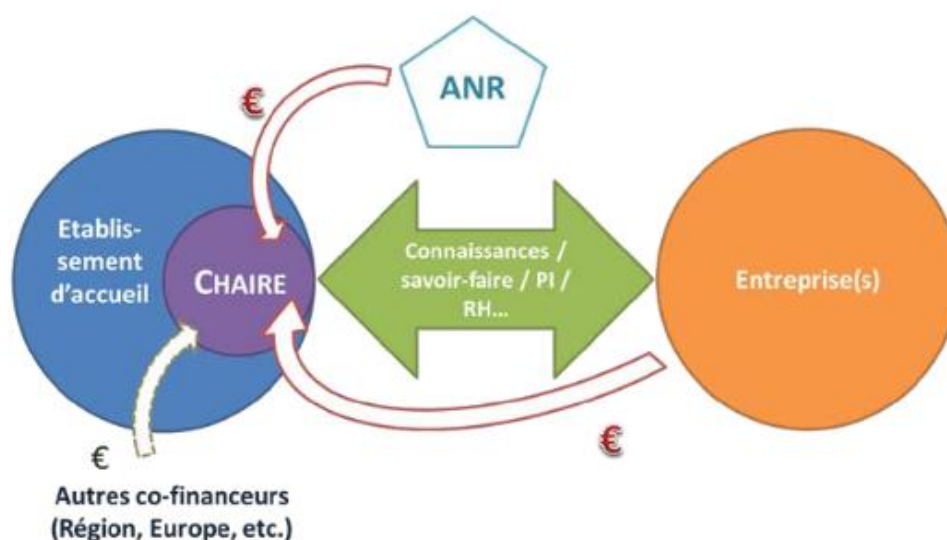 ANR
€
Etablis-
sement
d'accueil
CHAIRE
Connaissances /
savoir-faire / PI /
RH...
Entreprise(s)
€
€
Autres co-financeurs
(Région, Europe, etc.)